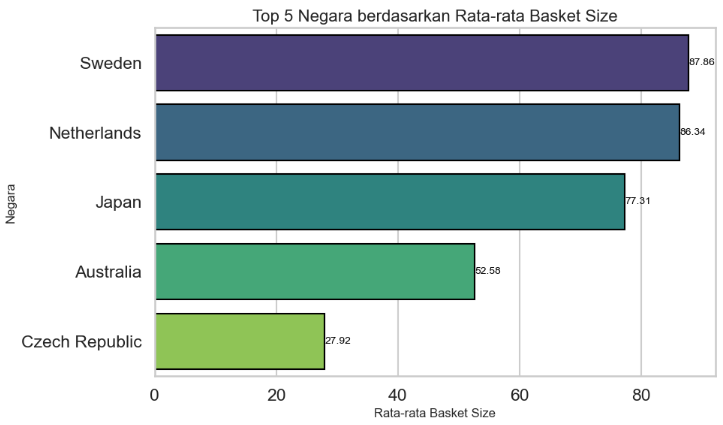 Top 5 Negara berdasarkan Rata-rata Basket Size
Negara
Sweden 87.86
Netherlands 86.34
Japan 77.31
Australia 52.58
Czech Republic 27.92
0 20 40 60 80
Rata-rata Basket Size